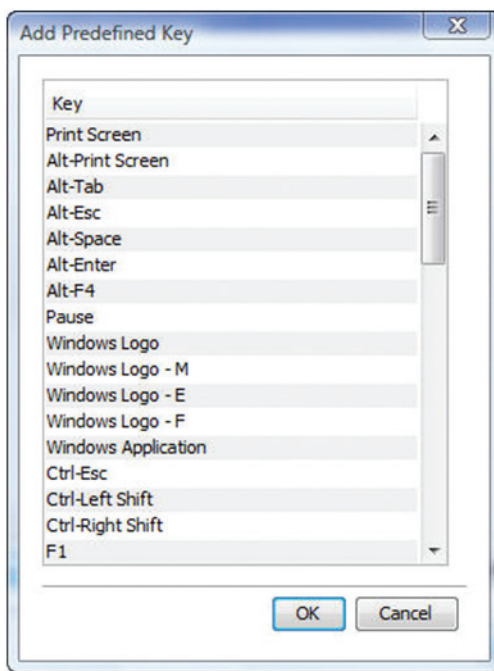 Add Predefined Key
Key
Print Screen
Alt-Print Screen
Alt-Tab
Alt-Esc
Alt-Space
Alt-Enter
Alt-F4
Pause
Windows Logo
Windows Logo - M
Windows Logo - E
Windows Logo - F
Windows Application
Ctrl-Esc
Ctrl-Left Shift
Ctrl-Right Shift
F1
OK Cancel